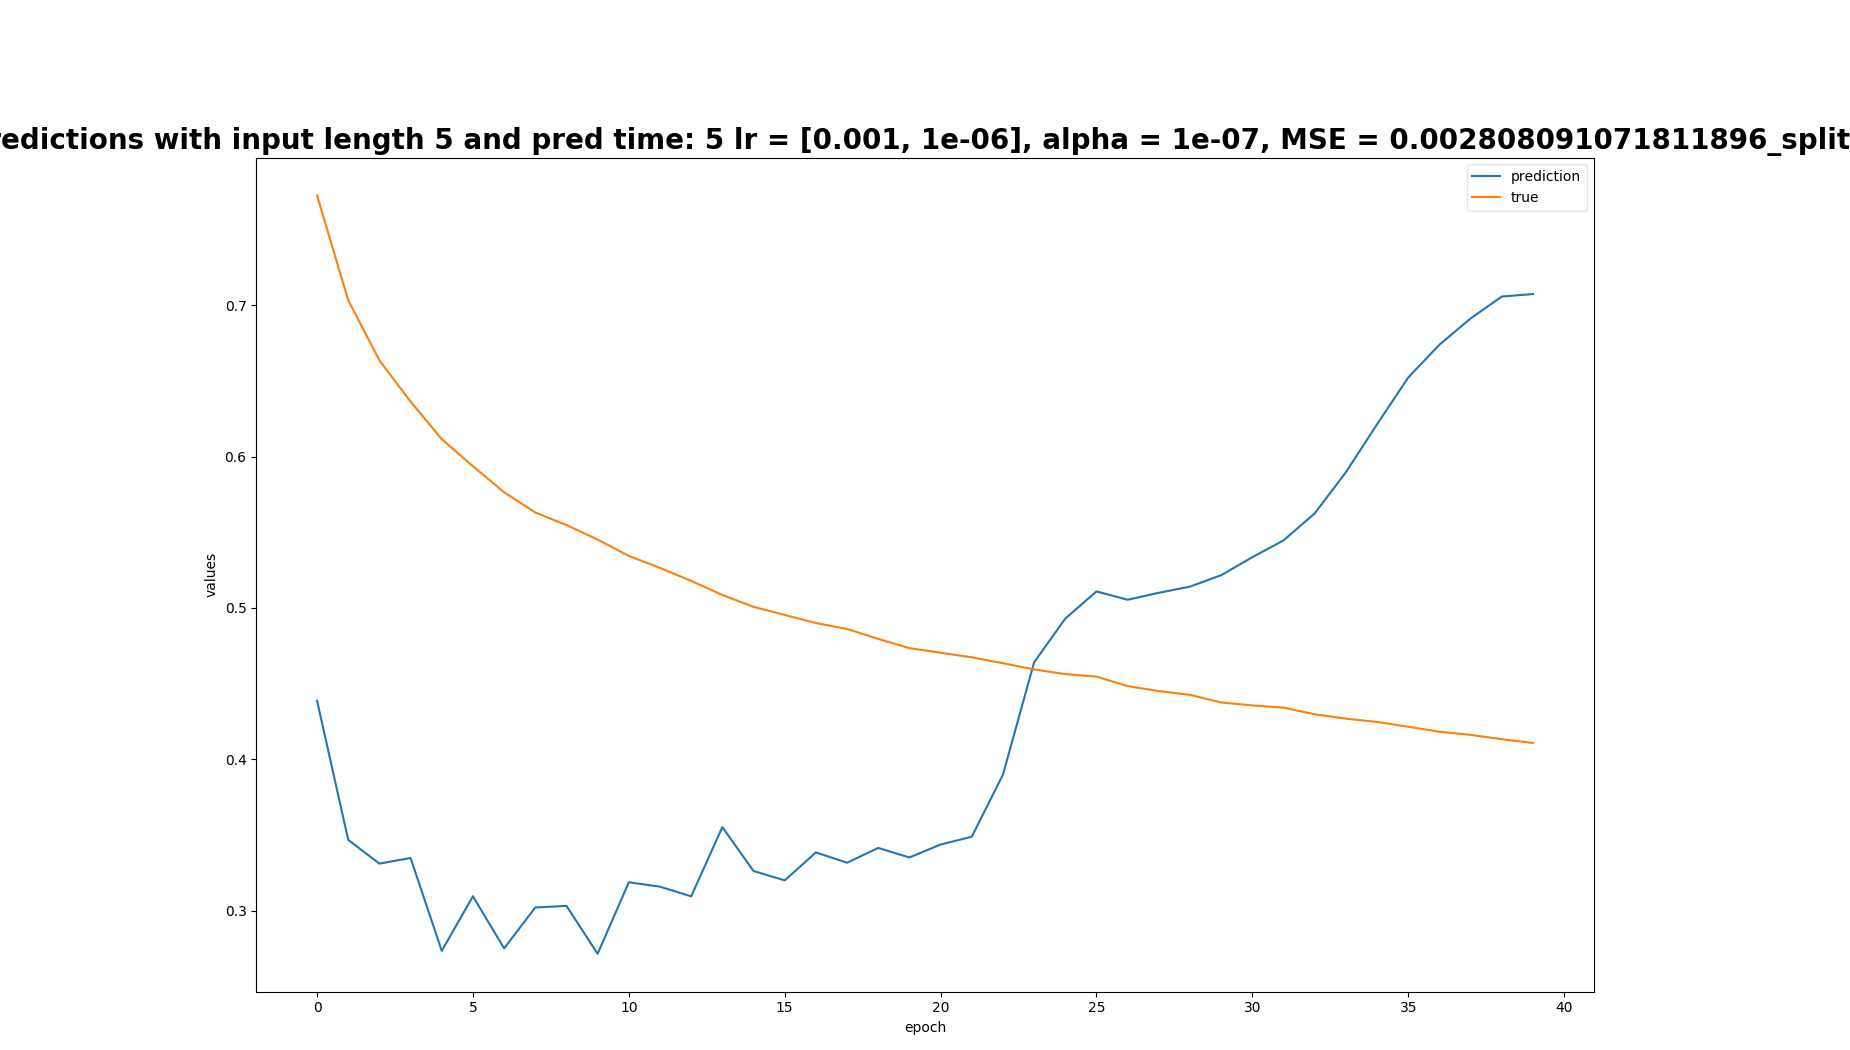 redictions with input length 5 and pred time: 5 lr = [0.001, 1e-06], alpha = 1e-07, MSE = 0.002808091071811896_split
prediction
true
0.7
0.6
0.5
0.4
0.3
values
0 5 10 15 20 25 30 35 40
epoch